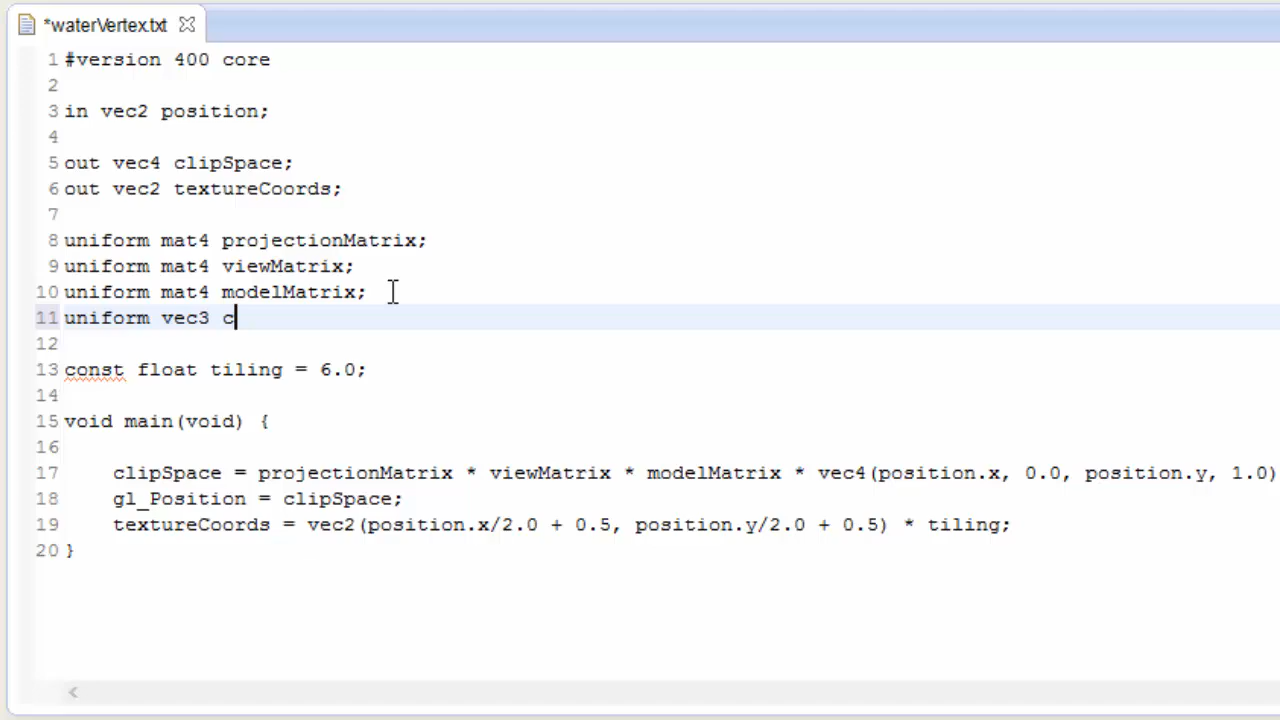 *waterVertex.txt
1 #version 400 core
2
3 in vec2 position;
4
5 out vec4 clipSpace;
6 out vec2 textureCoords;
7
8 uniform mat4 projectionMatrix;
9 uniform mat4 viewMatrix;
10 uniform mat4 modelMatrix;
11 uniform vec3 c
12
13 const float tiling = 6.0;
14
15 void main(void) {
16
17 clipSpace = projectionMatrix * viewMatrix * modelMatrix * vec4(position.x, 0.0, position.y, 1.0)
18 gl_Position = clipSpace;
19 textureCoords = vec2(position.x/2.0 + 0.5, position.y/2.0 + 0.5) * tiling;
20 }